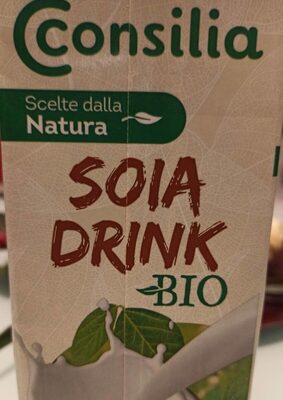 consilia
Scelte dalla
Natura
SOIA
DRINK
BIO